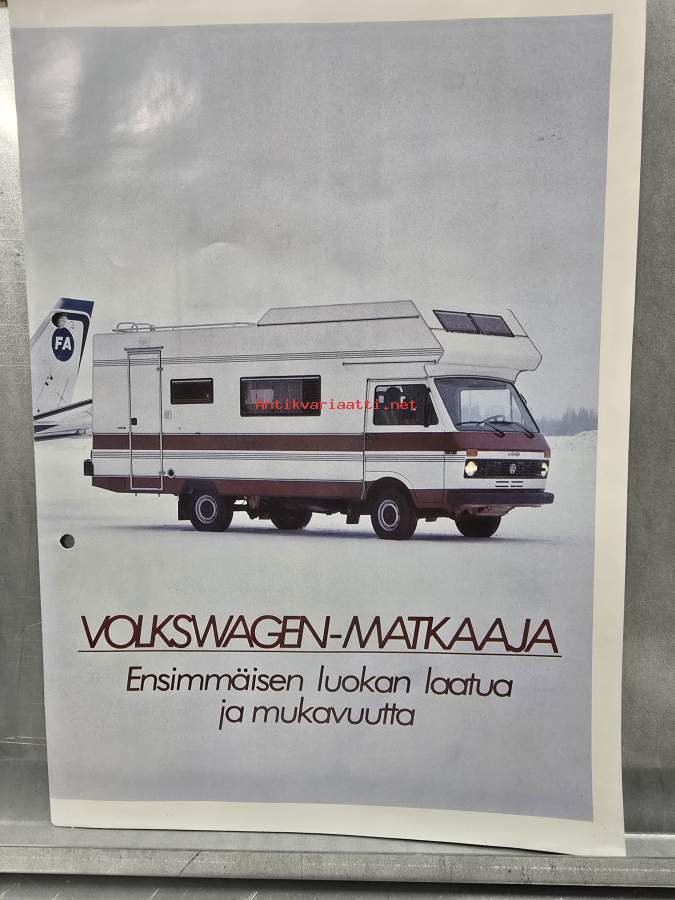 FA
Antikvariaatti.net
VOLKSWAGEN-MATKAAJA
Ensimmäisen luokan laatua
ja mukavuutta